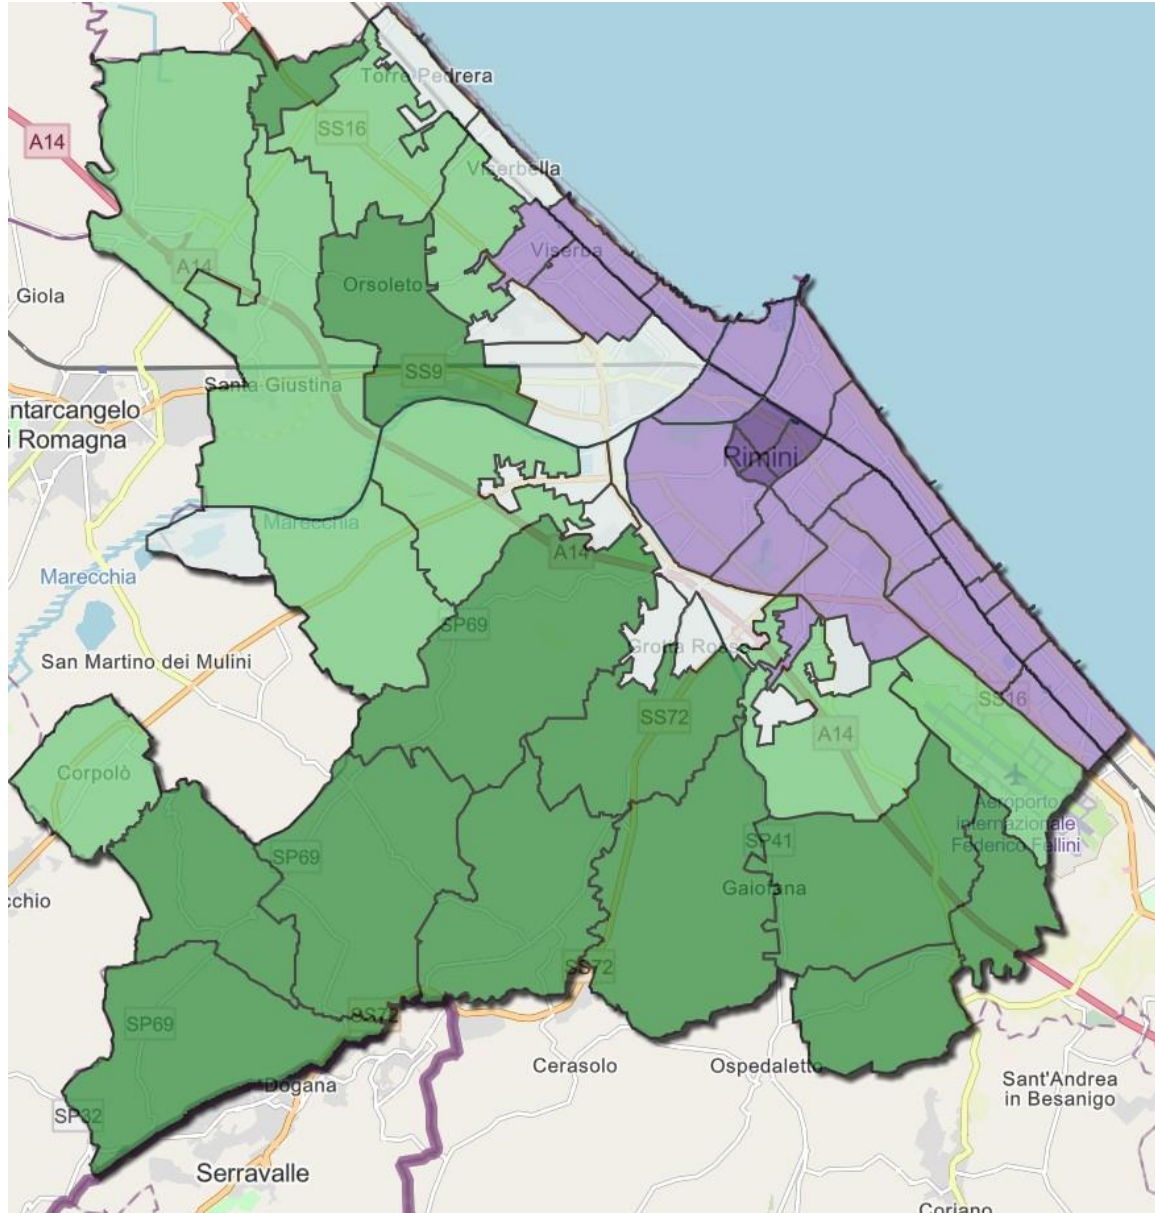 Torre Pedrera
SS16
A14
Viserbella
Viserba
A14
Orsoleto
Giola
SS9
Santa Giustina
ntarcangelo
i Romagna
Rimini
Marecchia
A14
Marecchia
SP69
Grotta Rossa
San Martino dei Mulini
SS16
SS72
A14
Corpolò
Aeroporto
internazionale
Federico Fellini
SP41
SP69
Gaiofana
cchio
SS72
SP69
SS72
Cerasolo
Ospedaletto
Sant'Andrea
in Besanigo
Dogana
SP32
Serravalle
Coriano